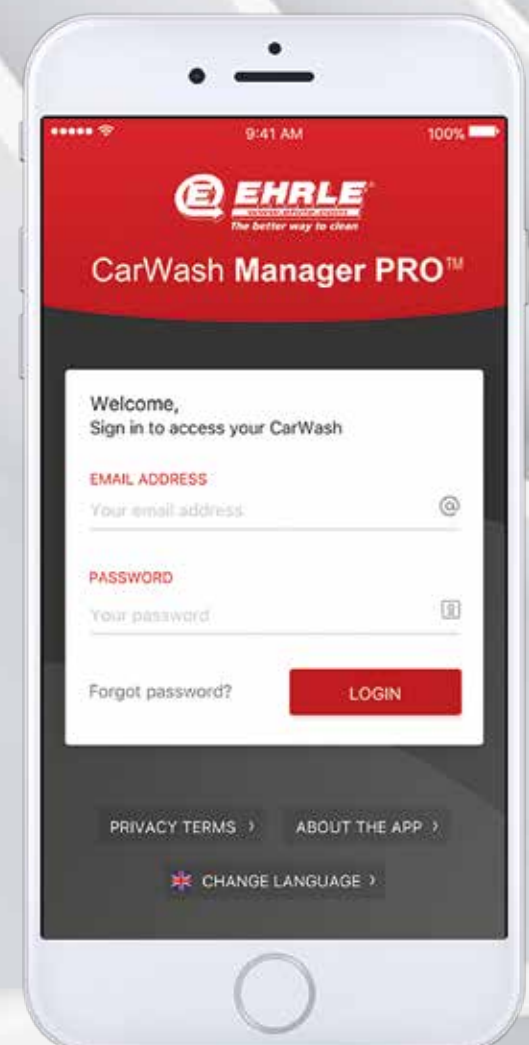 9:41 AM 100%
E EHRLE®
www.ehrle.com
The better way to clean
CarWash Manager PRO™
Welcome,
Sign in to access your CarWash
EMAIL ADDRESS
Your email address @
PASSWORD
Your password
Forgot password? LOGIN
PRIVACY TERMS › ABOUT THE APP ›
CHANGE LANGUAGE ›